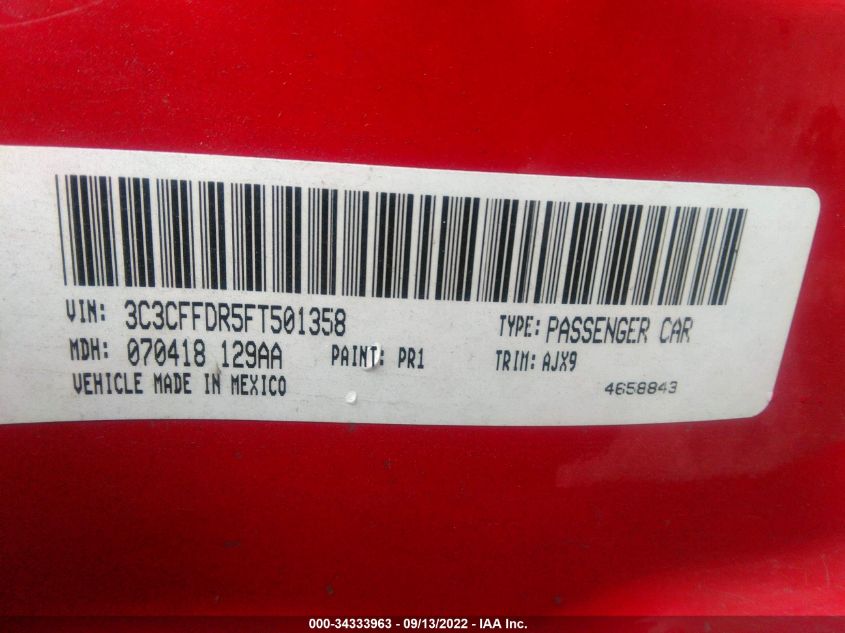 VIN: 3C3CFFDR5FT501358 TYPE: PASSENGER CAR
MDH: 070418 129AA PAINT: PR1 TRIM: AJX9
VEHICLE MADE IN MEXICO 4658843
000-34333963 - 09/13/2022 - IAA Inc.